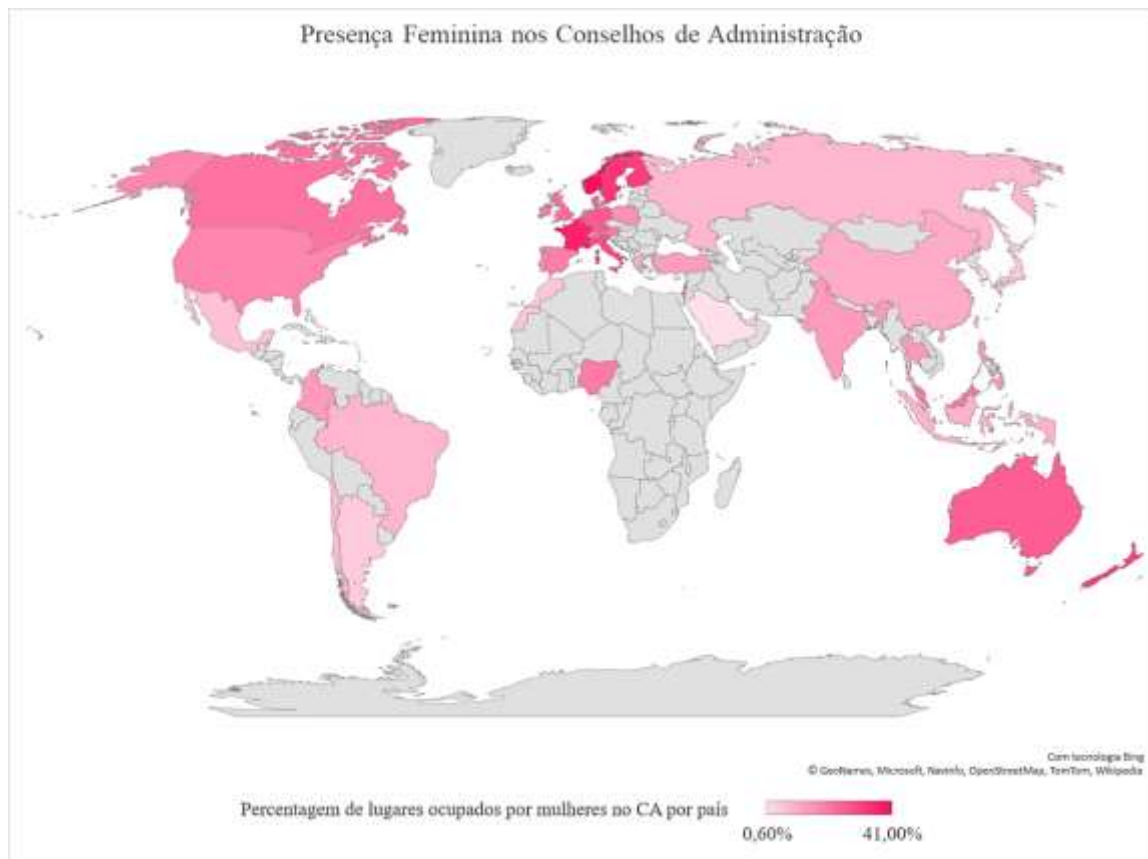 Presença Feminina nos Conselhos de Administração
Com tecnologia Bing
© GeoNames, Microsoft, Navinfo, OpenStreetMap, TomTom, Wikipedia
Percentagem de lugares ocupados por mulheres no CA por país
0,60% 41,00%